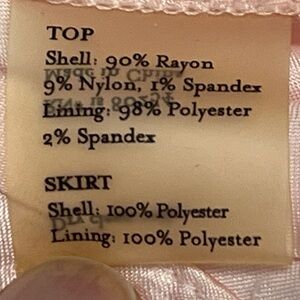 TOP
Shell: 90% Rayon
9% Nylon, 1% Spandex
Lining: 98% Polyester
2% Spandex
SKIRT
Shell: 100% Polyester
Lining: 100% Polyester